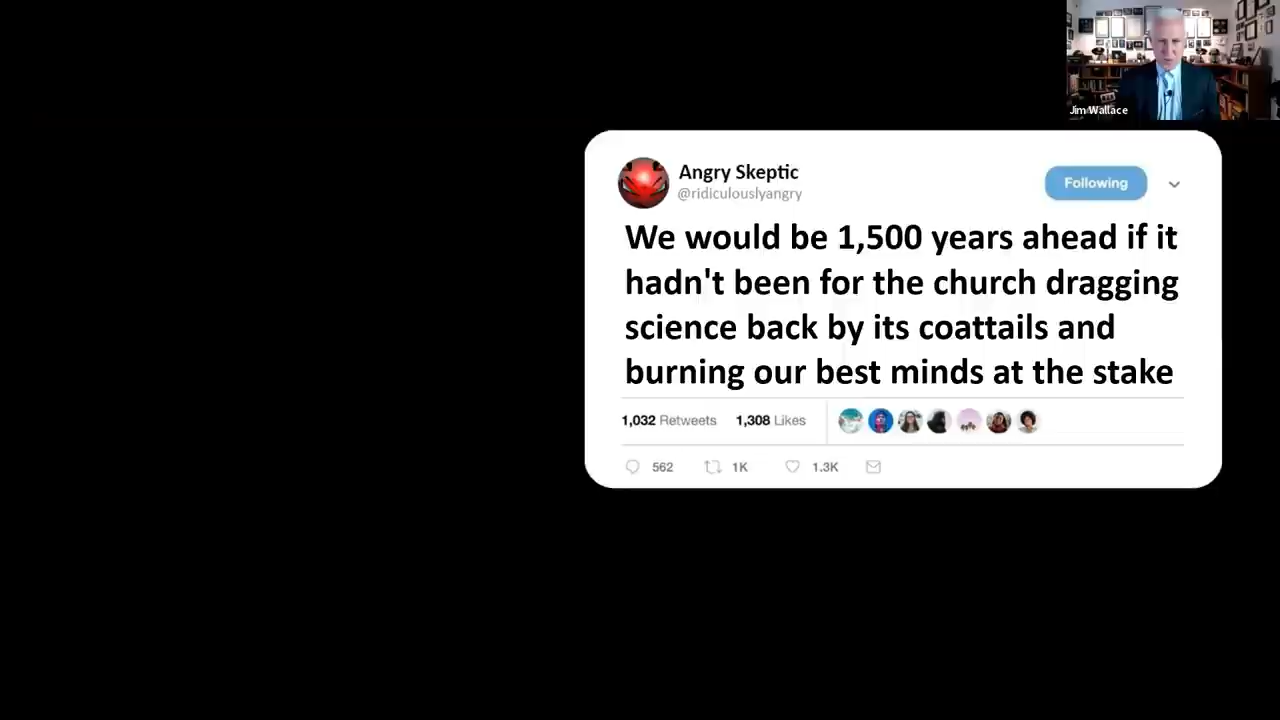 Jim Wallace
Angry Skeptic
@ridiculouslyangry
Following
We would be 1,500 years ahead if it
hadn't been for the church dragging
science back by its coattails and
burning our best minds at the stake
1,032 Retweets 1,308 Likes
562 1K 1.3K